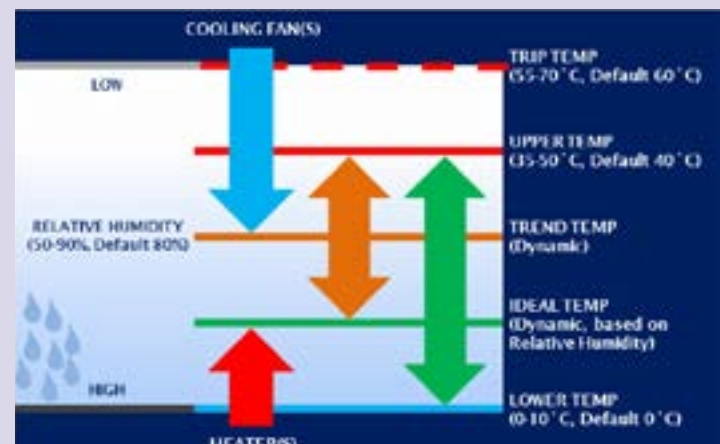 COOLING FAN(S)
LOW
TRIP TEMP
(55-70˚C, Default 60˚C)
UPPER TEMP
(35-50˚C, Default 40˚C)
RELATIVE HUMIDITY
(50-90%, Default 80%)
TREND TEMP
(Dynamic)
IDEAL TEMP
(Dynamic, based on
Relative Humidity)
HIGH
LOWER TEMP
(0-10˚C, Default 0˚C)
HEATER(S)